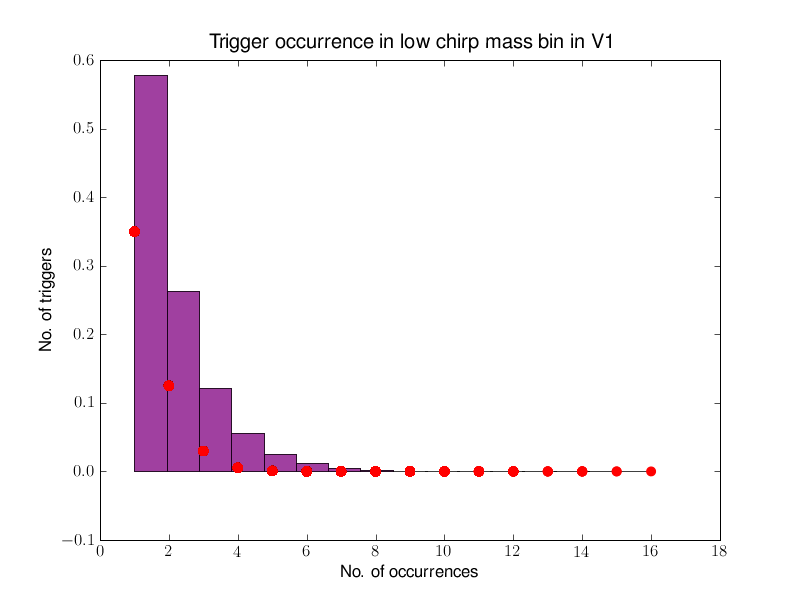 Trigger occurrence in low chirp mass bin in V1
0.6
0.5
0.4
0.3
0.2
0.1
0.0
−0.1
No. of triggers
0 2 4 6 8 10 12 14 16 18
No. of occurrences